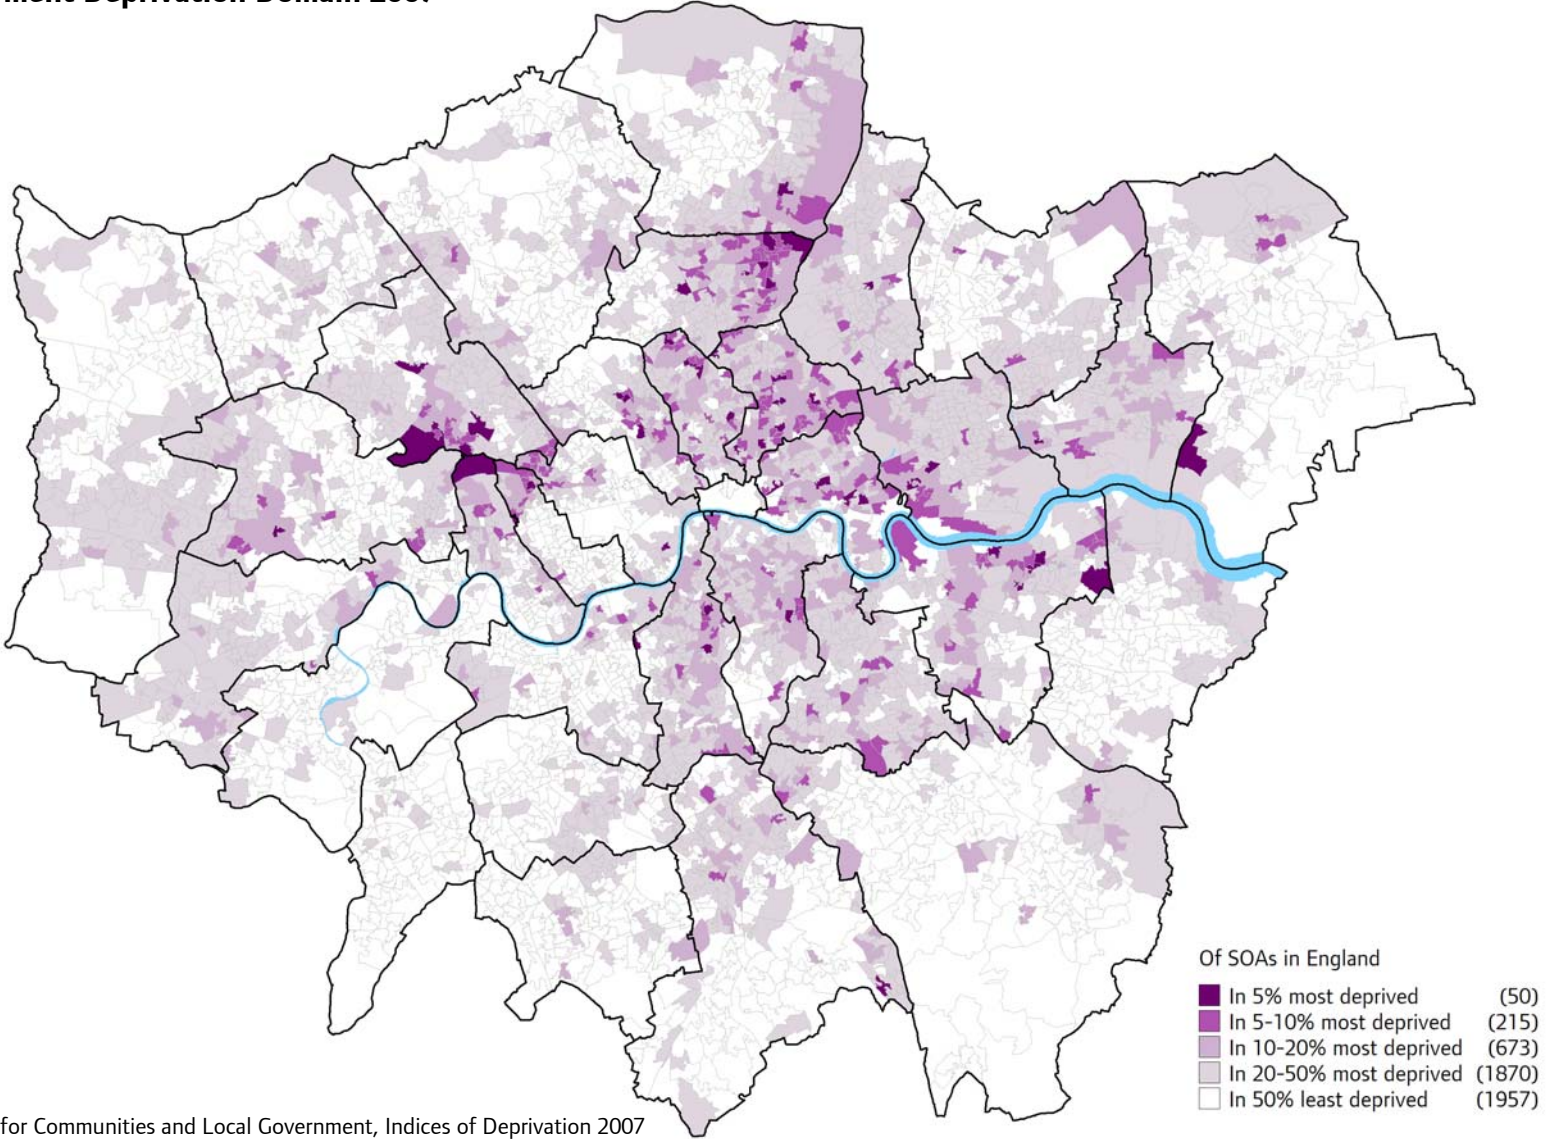 Of SOAs in England
In 5% most deprived (50)
In 5-10% most deprived (215)
In 10-20% most deprived (673)
In 20-50% most deprived (1870)
In 50% least deprived (1957)
for Communities and Local Government, Indices of Deprivation 2007